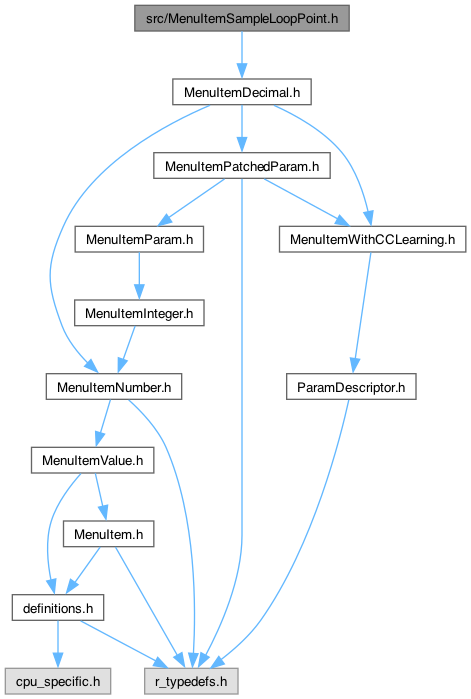 src/MenuItemSampleLoopPoint.h
MenuItemDecimal.h
MenuItemPatchedParam.h
MenuItemParam.h
MenuItemWithCCLearning.h
MenuItemInteger.h
MenuItemNumber.h
ParamDescriptor.h
MenuItemValue.h
MenuItem.h
definitions.h
cpu_specific.h
r_typedefs.h